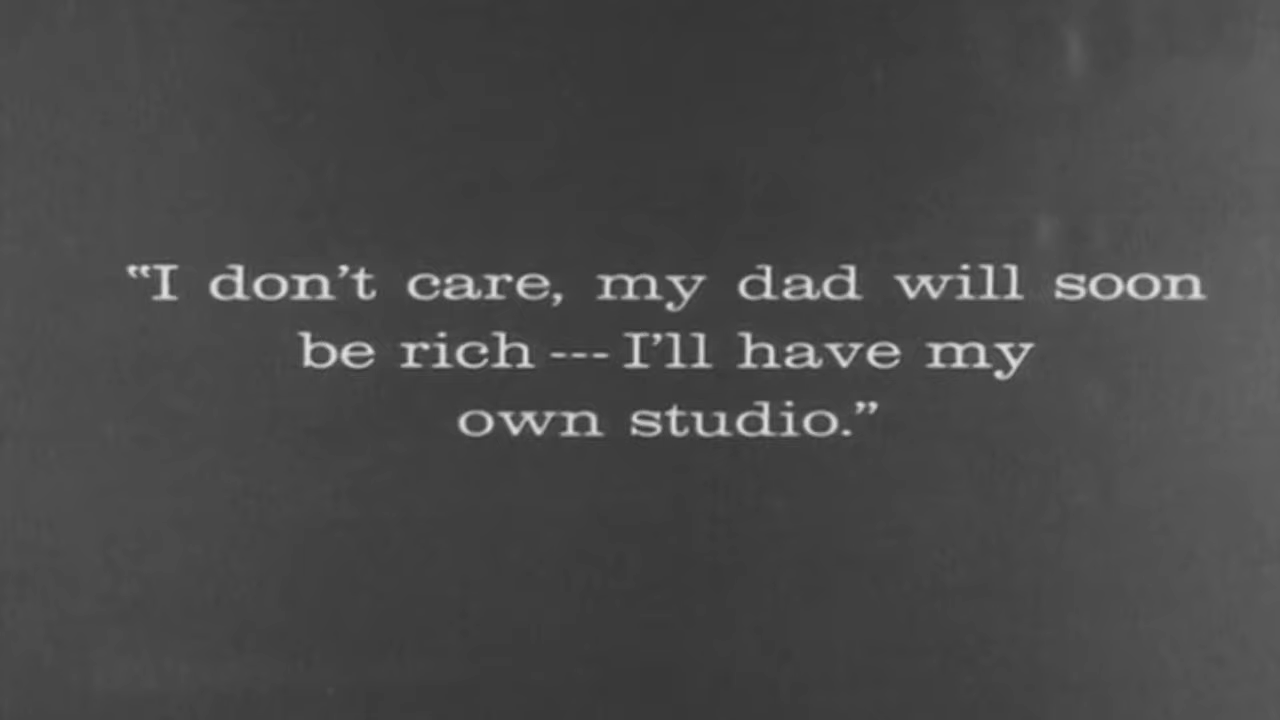 “I don’t care, my dad will soon
be rich --- I’ll have my
own studio.”